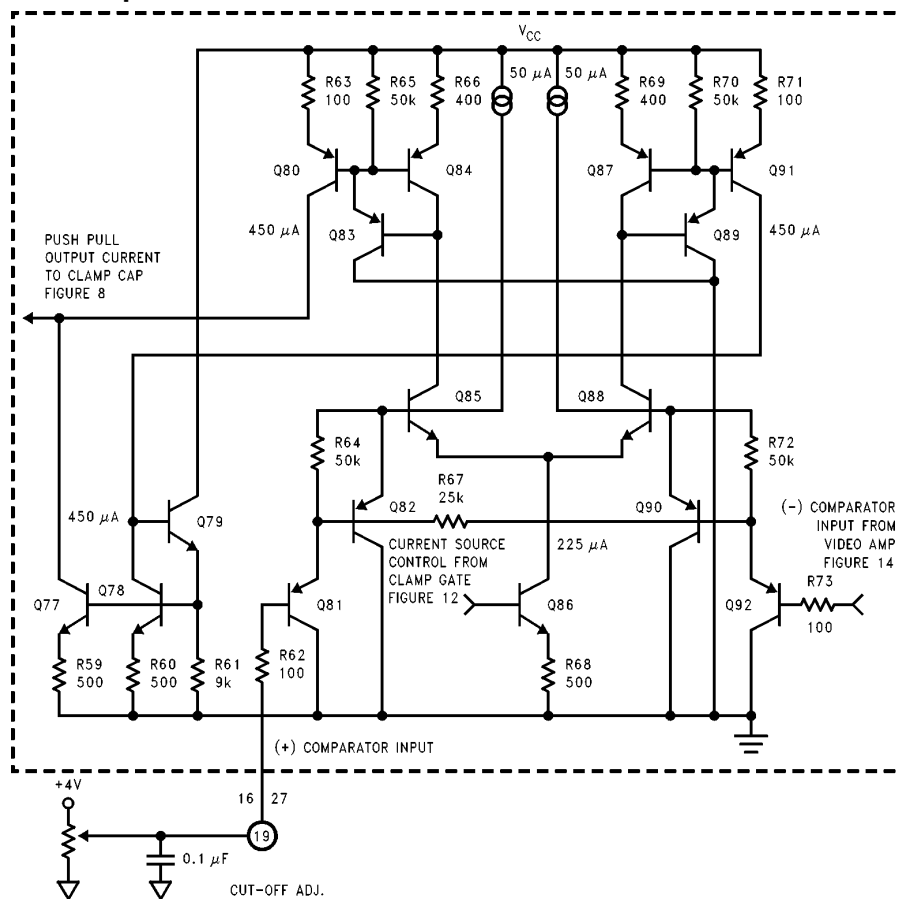 V_CC
R63
100
R65
50k
R66
400
50 μA
50 μA
R69
400
R70
50k
R71
100
Q80
Q84
Q87
Q91
450 μA
Q83
Q89
450 μA
PUSH PULL
OUTPUT CURRENT
TO CLAMP CAP
FIGURE 8
Q85
Q88
R64
50k
R67
25k
R72
50k
450 μA
Q79
Q82
Q90
(-) COMPARATOR
INPUT FROM
VIDEO AMP
FIGURE 14
CURRENT SOURCE
CONTROL FROM
CLAMP GATE
FIGURE 12
225 μA
Q77
Q78
Q81
Q86
Q92
R73
100
R59
500
R60
500
R61
9k
R62
100
R68
500
(+) COMPARATOR INPUT
+4V
16
27
19
0.1 μF
CUT-OFF ADJ.